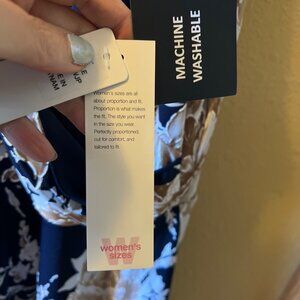 MACHINE
WASHABLE
Women's sizes are all
about proportion and fit.
Proportion is what makes
the fit. The style you want
in the size you wear.
Perfectly proportioned,
cut for comfort, and
tailored to fit.
W
women's
sizes